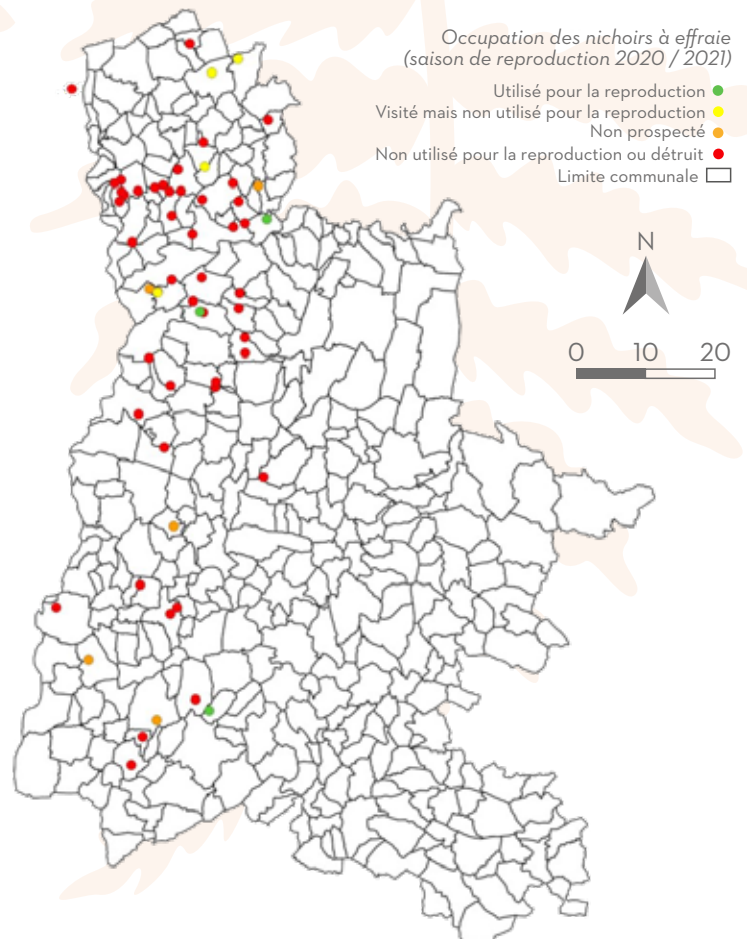 Occupation des nichoirs à effraie
(saison de reproduction 2020 / 2021)
Utilisé pour la reproduction
Visité mais non utilisé pour la reproduction
Non prospecté
Non utilisé pour la reproduction ou détruit
Limite communale
N
0 10 20